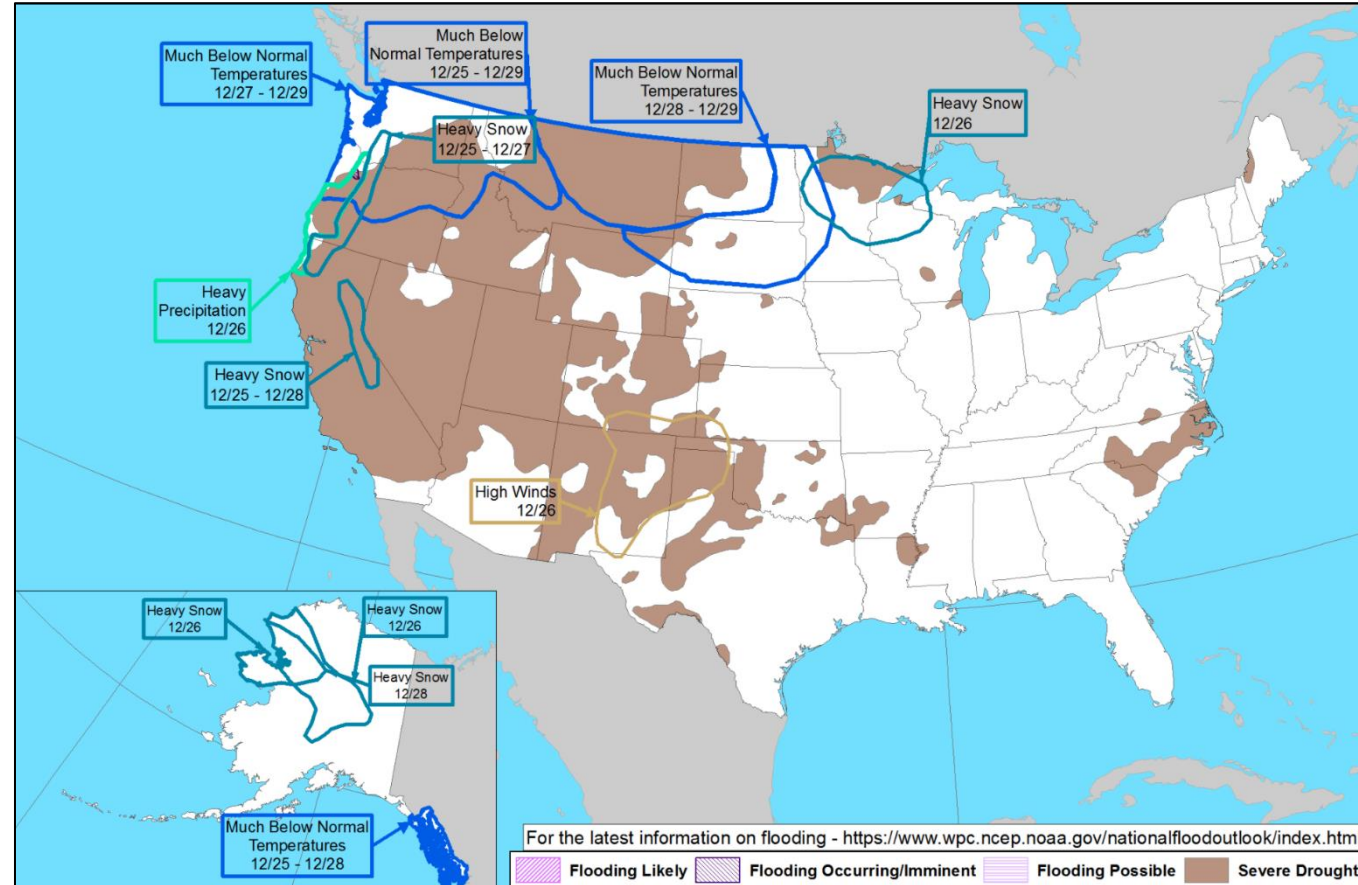 Much Below Normal
Temperatures
12/27 - 12/29
Much Below
Normal Temperatures
12/25 - 12/29
Much Below Normal
Temperatures
12/28 - 12/29
Heavy Snow
12/26
Heavy Snow
12/25 - 12/27
Heavy
Precipitation
12/26
Heavy Snow
12/25 - 12/28
High Winds
12/26
Heavy Snow
12/26
Heavy Snow
12/26
Heavy Snow
12/28
Much Below Normal
Temperatures
12/25 - 12/28
For the latest information on flooding - https://www.wpc.ncep.noaa.gov/nationalfloodoutlook/index.htm
Flooding Likely
Flooding Occurring/Imminent
Flooding Possible
Severe Drought